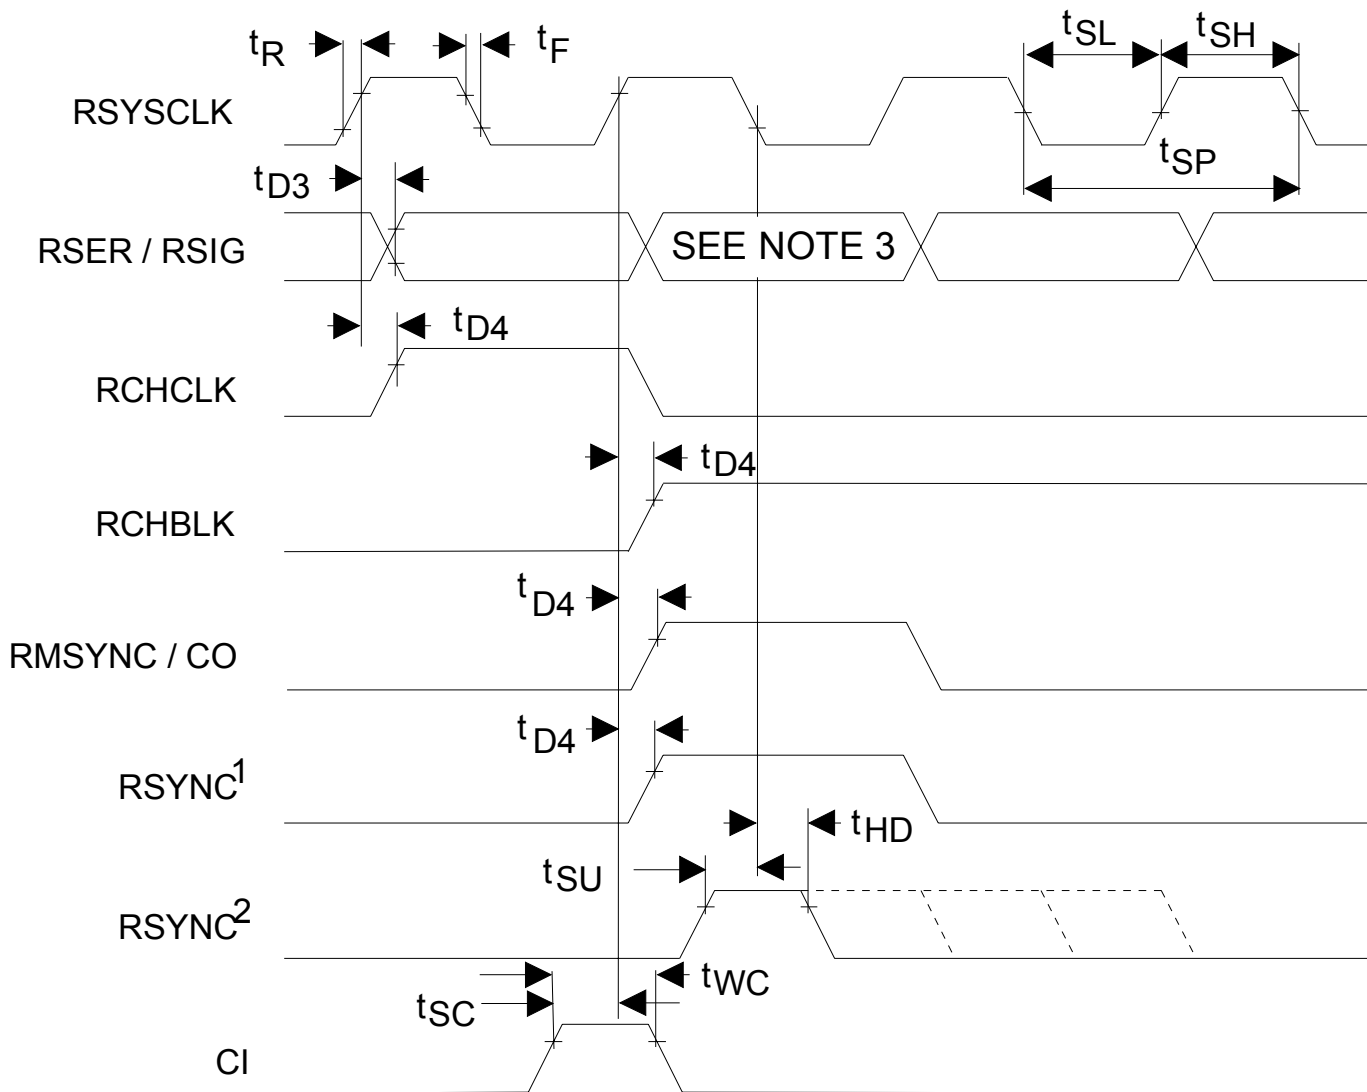 tR
tF
tSL
tSH
RSYSCLK
tSP
tD3
RSER / RSIG
SEE NOTE 3
tD4
RCHCLK
tD4
RCHBLK
tD4
RMSYNC / CO
tD4
RSYNC1
tHD
tSU
RSYNC2
tWC
tSC
CI